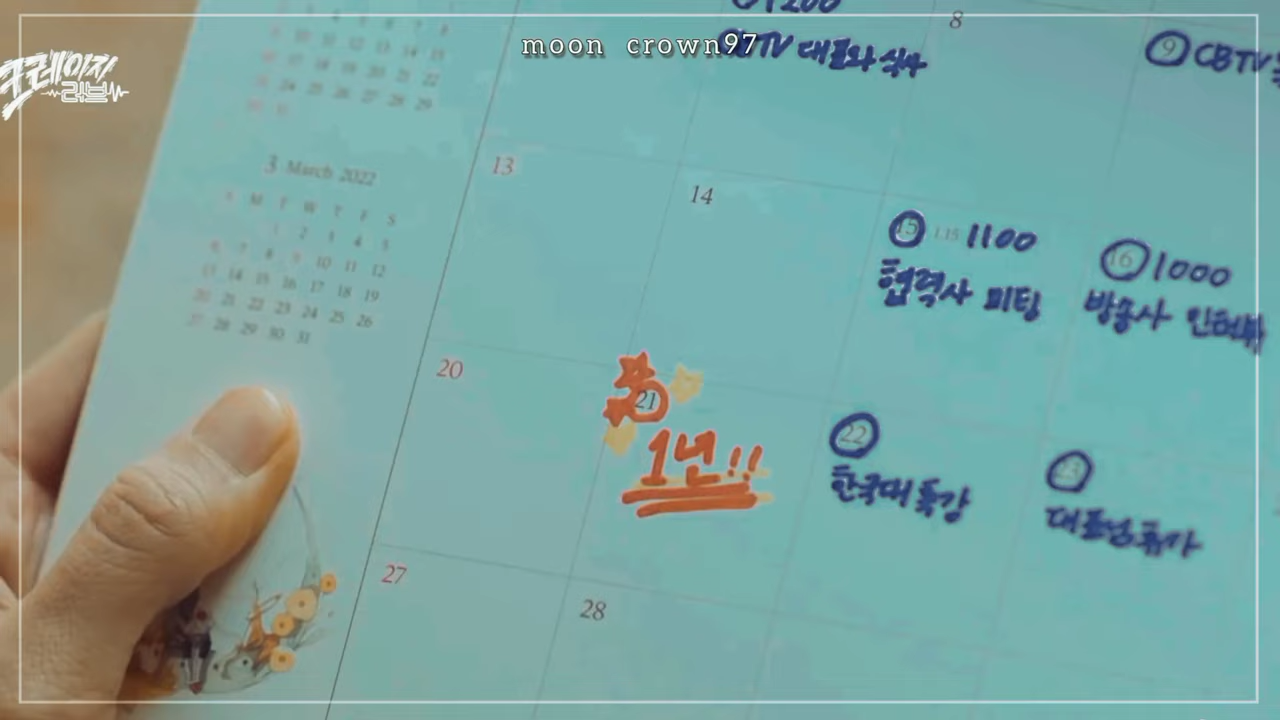 moon crown97
크레이지
러브
1200
CBTV 대표와 식사
8
9 CBTV
13
14
15 1.15 1100
협력사 미팅
16 1000
방송사 인터뷰
3 March 2022
S M T W T F S
1 2 3 4 5
6 7 8 9 10 11 12
13 14 15 16 17 18 19
20 21 22 23 24 25 26
27 28 29 30 31
20
21
1년!!
22
한국대 특강
23
대표님 휴가
27
28